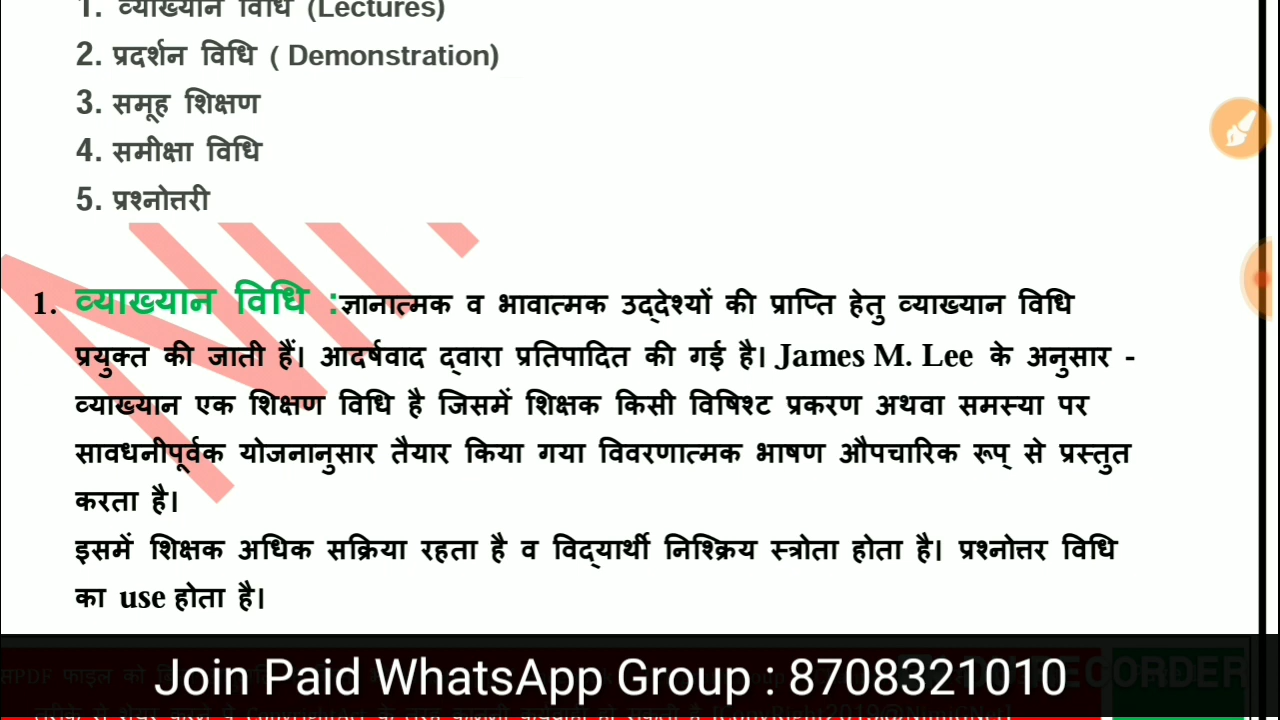 1. व्याख्यान विधि (Lectures)
2. प्रदर्शन विधि ( Demonstration)
3. समूह शिक्षण
4. समीक्षा विधि
5. प्रश्नोत्तरी
1. व्याख्यान विधि :ज्ञानात्मक व भावात्मक उद्देश्यों की प्राप्ति हेतु व्याख्यान विधि
प्रयुक्त की जाती हैं। आदर्षवाद द्वारा प्रतिपादित की गई है। James M. Lee के अनुसार -
व्याख्यान एक शिक्षण विधि है जिसमें शिक्षक किसी विषिश्ट प्रकरण अथवा समस्या पर
सावधनीपूर्वक योजनानुसार तैयार किया गया विवरणात्मक भाषण औपचारिक रूप् से प्रस्तुत
करता है।
इसमें शिक्षक अधिक सक्रिया रहता है व विद्यार्थी निश्क्रिय स्त्रोता होता है। प्रश्नोत्तर विधि
का use होता है।
Join Paid WhatsApp Group : 8708321010